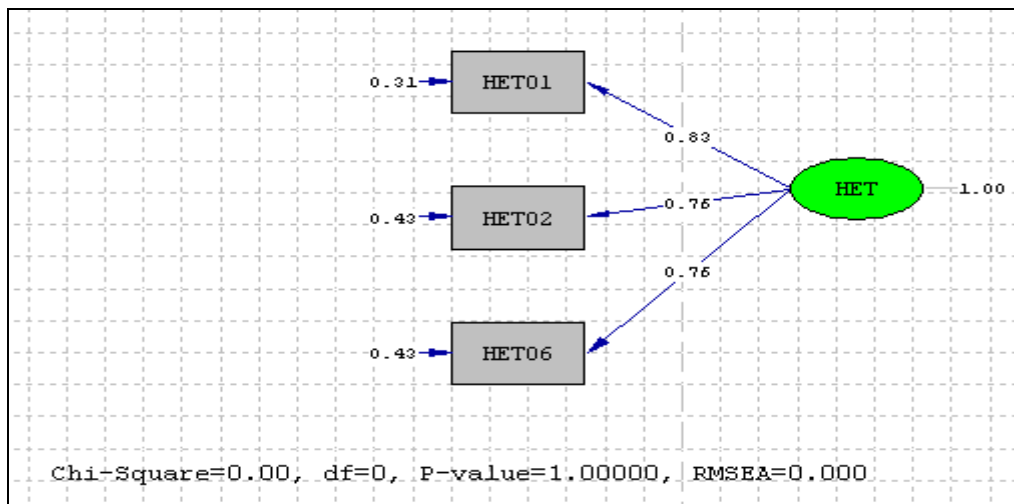 0.31
HET01
0.83
HET
1.00
0.43
HET02
0.76
0.76
0.43
HET06
Chi-Square=0.00, df=0, P-value=1.00000, RMSEA=0.000